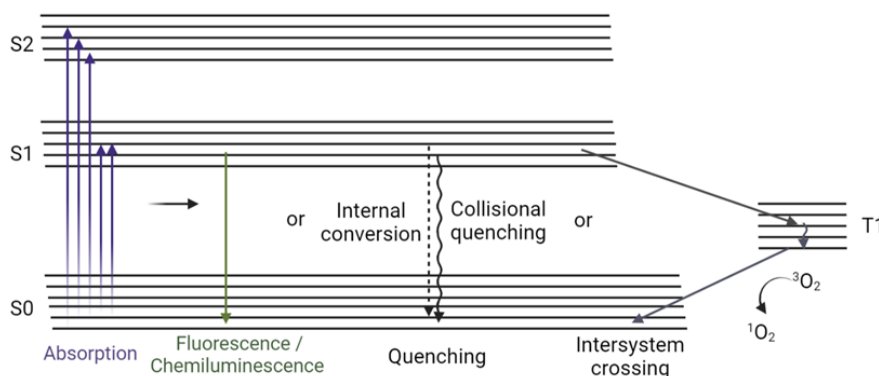 S2
S1
or
Internal
conversion
Collisional
quenching
or
T1
S0
³O₂
¹O₂
Absorption
Fluorescence /
Chemiluminescence
Quenching
Intersystem
crossing